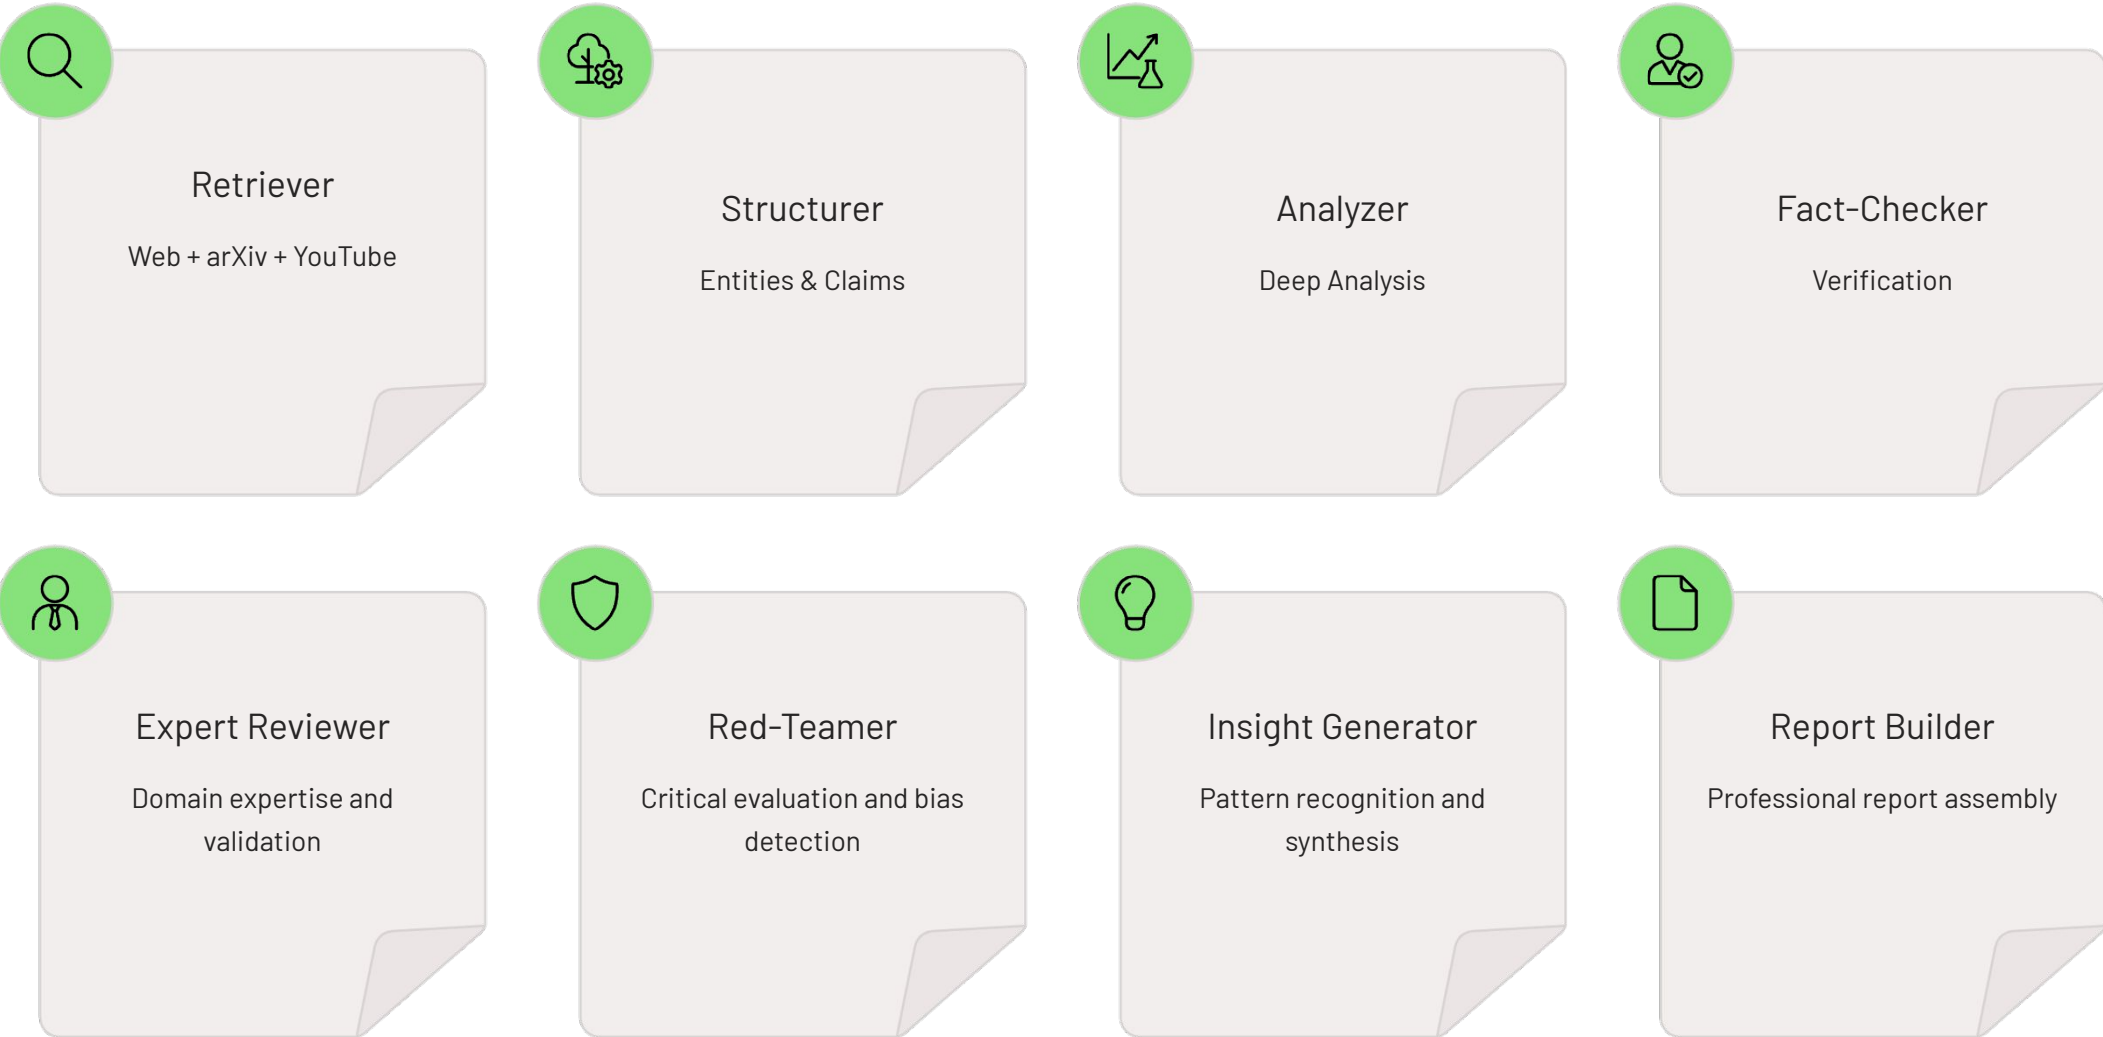 Retriever
Web + arXiv + YouTube
Structurer
Entities & Claims
Analyzer
Deep Analysis
Fact-Checker
Verification
Expert Reviewer
Domain expertise and
validation
Red-Teamer
Critical evaluation and bias
detection
Insight Generator
Pattern recognition and
synthesis
Report Builder
Professional report assembly